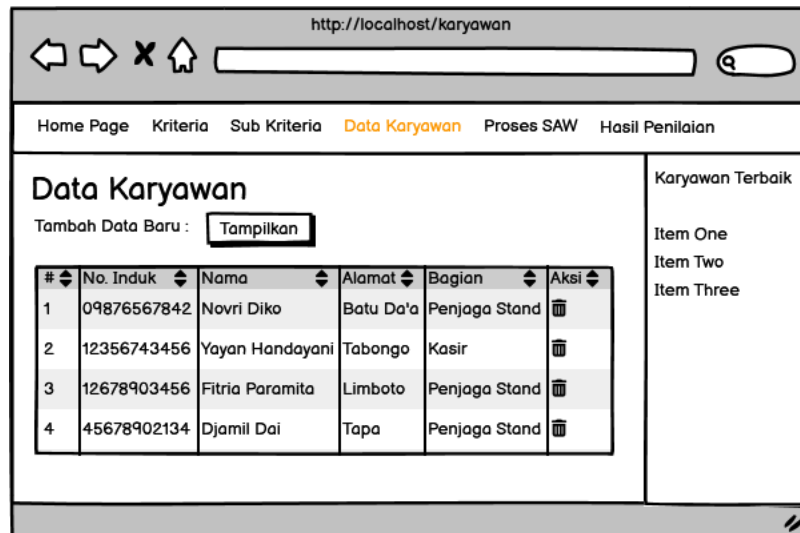 http://localhost/karyawan
Home Page Kriteria Sub Kriteria Data Karyawan Proses SAW Hasil Penilaian
Data Karyawan
Tambah Data Baru : Tampilkan
# No. Induk Nama Alamat Bagian Aksi
1 09876567842 Novri Diko Batu Da'a Penjaga Stand
2 12356743456 Yayan Handayani Tabongo Kasir
3 12678903456 Fitria Paramita Limboto Penjaga Stand
4 45678902134 Djamil Dai Tapa Penjaga Stand
Karyawan Terbaik
Item One
Item Two
Item Three